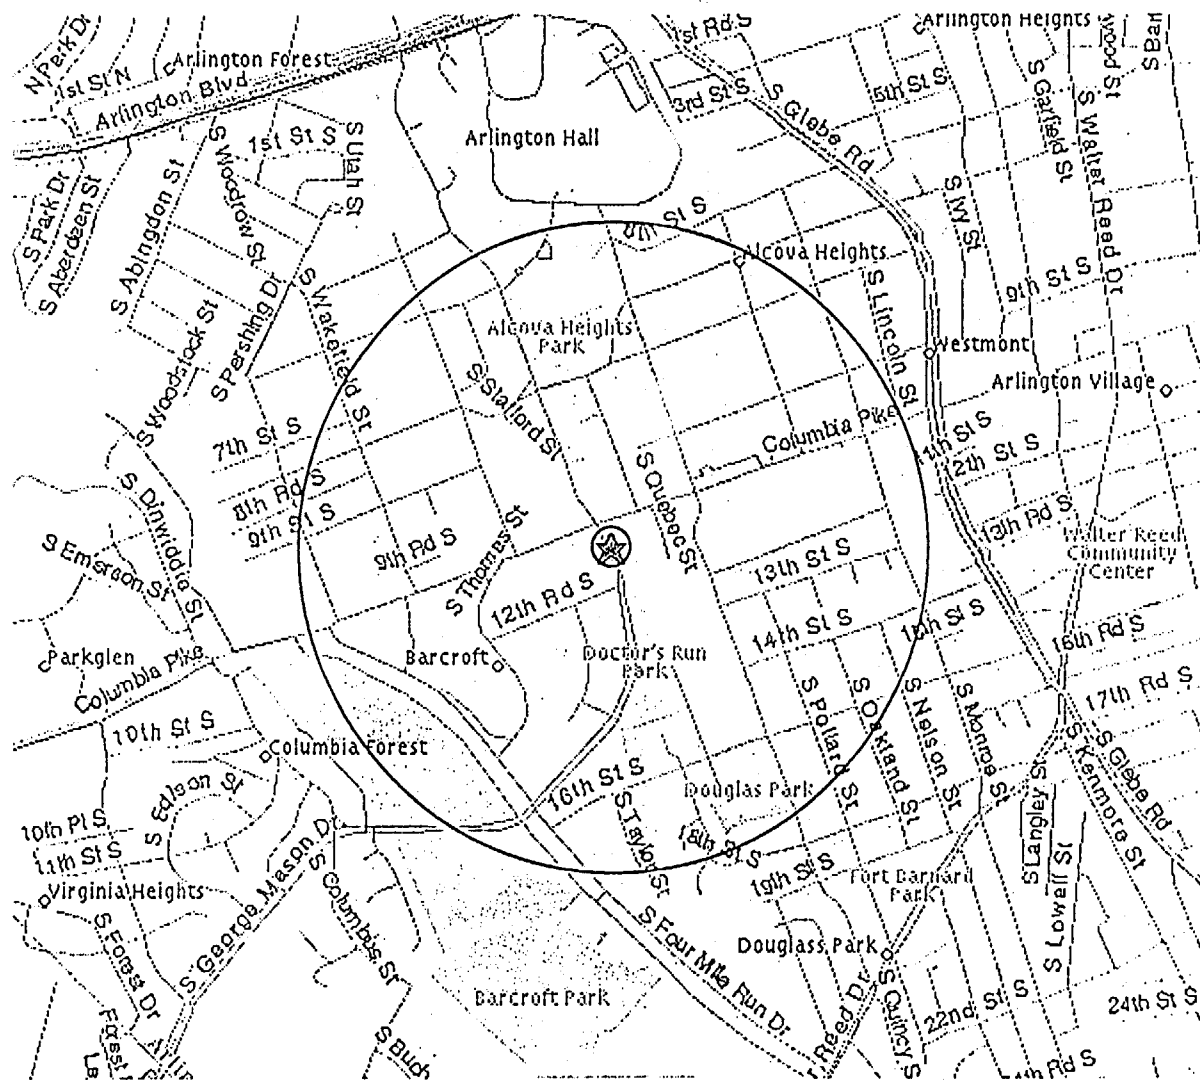 Arlington Heights
1st Rd S
N Park Dr
Arlington Forest
1st St N
Arlington Blvd
3rd St S
5th St S
S Garfield St
S Walter Reed Dr
S Glebe Rd
1st St S
S Utah St
Arlington Hall
S Woodrow St
S Park Dr
S Aberdeen St
S Abingdon St
S Ivy St
St S
Alcova Heights
9th St S
S Pershing Dr
S Wakefield St
S Lincoln St
S Woodstock St
Alcova Heights
Park
Westmont
Arlington Village
S Stafford St
Columbia Pike
7th St S
8th Rd S
9th St S
S Quebec St
S Dinwiddie St
S Emerson St
9th Rd S
S Thomas St
13th Rd S
Walter Reed
Community
Center
12th Rd S
13th St S
14th St S
16th St S
16th Rd S
Parkglen
Columbia Pike
Barcroft
Doctor's Run
Park
17th Rd S
10th St S
Columbia Forest
S Pollard St
S Oakland St
S Nelson St
S Monroe St
S Kenmore St
S Glebe Rd
S Edison St
16th St S
Douglas Park
S Taylor St
18th St S
19th St S
S Langley St
S Lowell St
10th Pl S
11th St S
Virginia Heights
S George Mason Dr
S Columbus St
Fort Barnard
Park
S Forest Dr
S Four Mile Run Dr
Douglass Park
Barcroft Park
Reed Dr
S Quincy S
22nd St S
24th St S
S Buch
Rd S